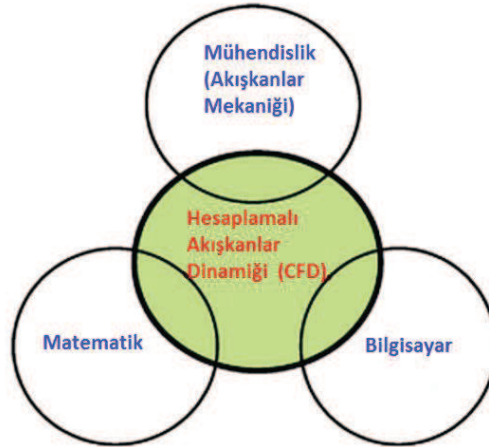 Mühendislik
(Akışkanlar
Mekaniği)
Hesaplamalı
Akışkanlar
Dinamiği (CFD)
Matematik
Bilgisayar